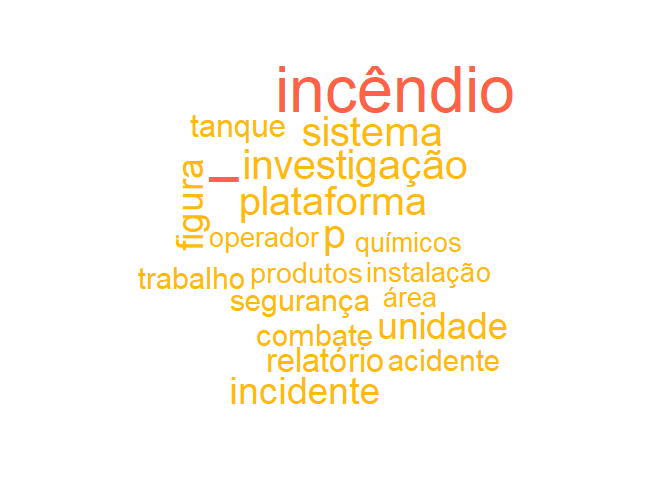 incêndio
tanque sistema
figura – investigação
plataforma
operador p químicos
trabalho produtos instalação
segurança área
combate unidade
relatório acidente
incidente